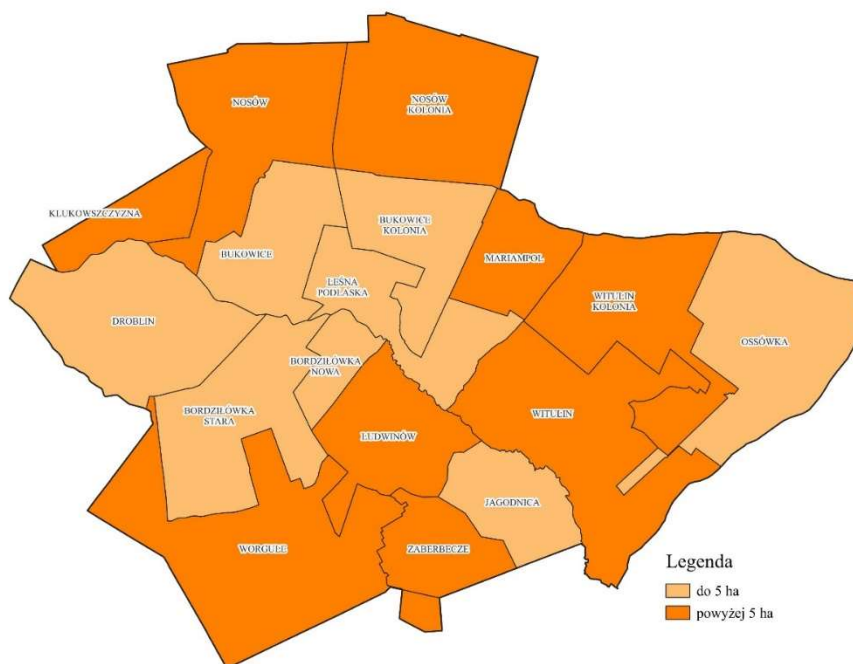 NOSÓW
NOSÓW
KOLONIA
KLUKOWSZCZYZNA
BUKOWICE
BUKOWICE
KOLONIA
MARIAMPOL
LEŚNA
PODLASKA
WITULIN
KOLONIA
DROBLIN
OSSÓWKA
BORDZIŁÓWKA
NOWA
BORDZIŁÓWKA
STARA
LUDWINÓW
WITULIN
JAGODNICA
WORGULE
ZABERBECZE
Legenda
do 5 ha
powyżej 5 ha